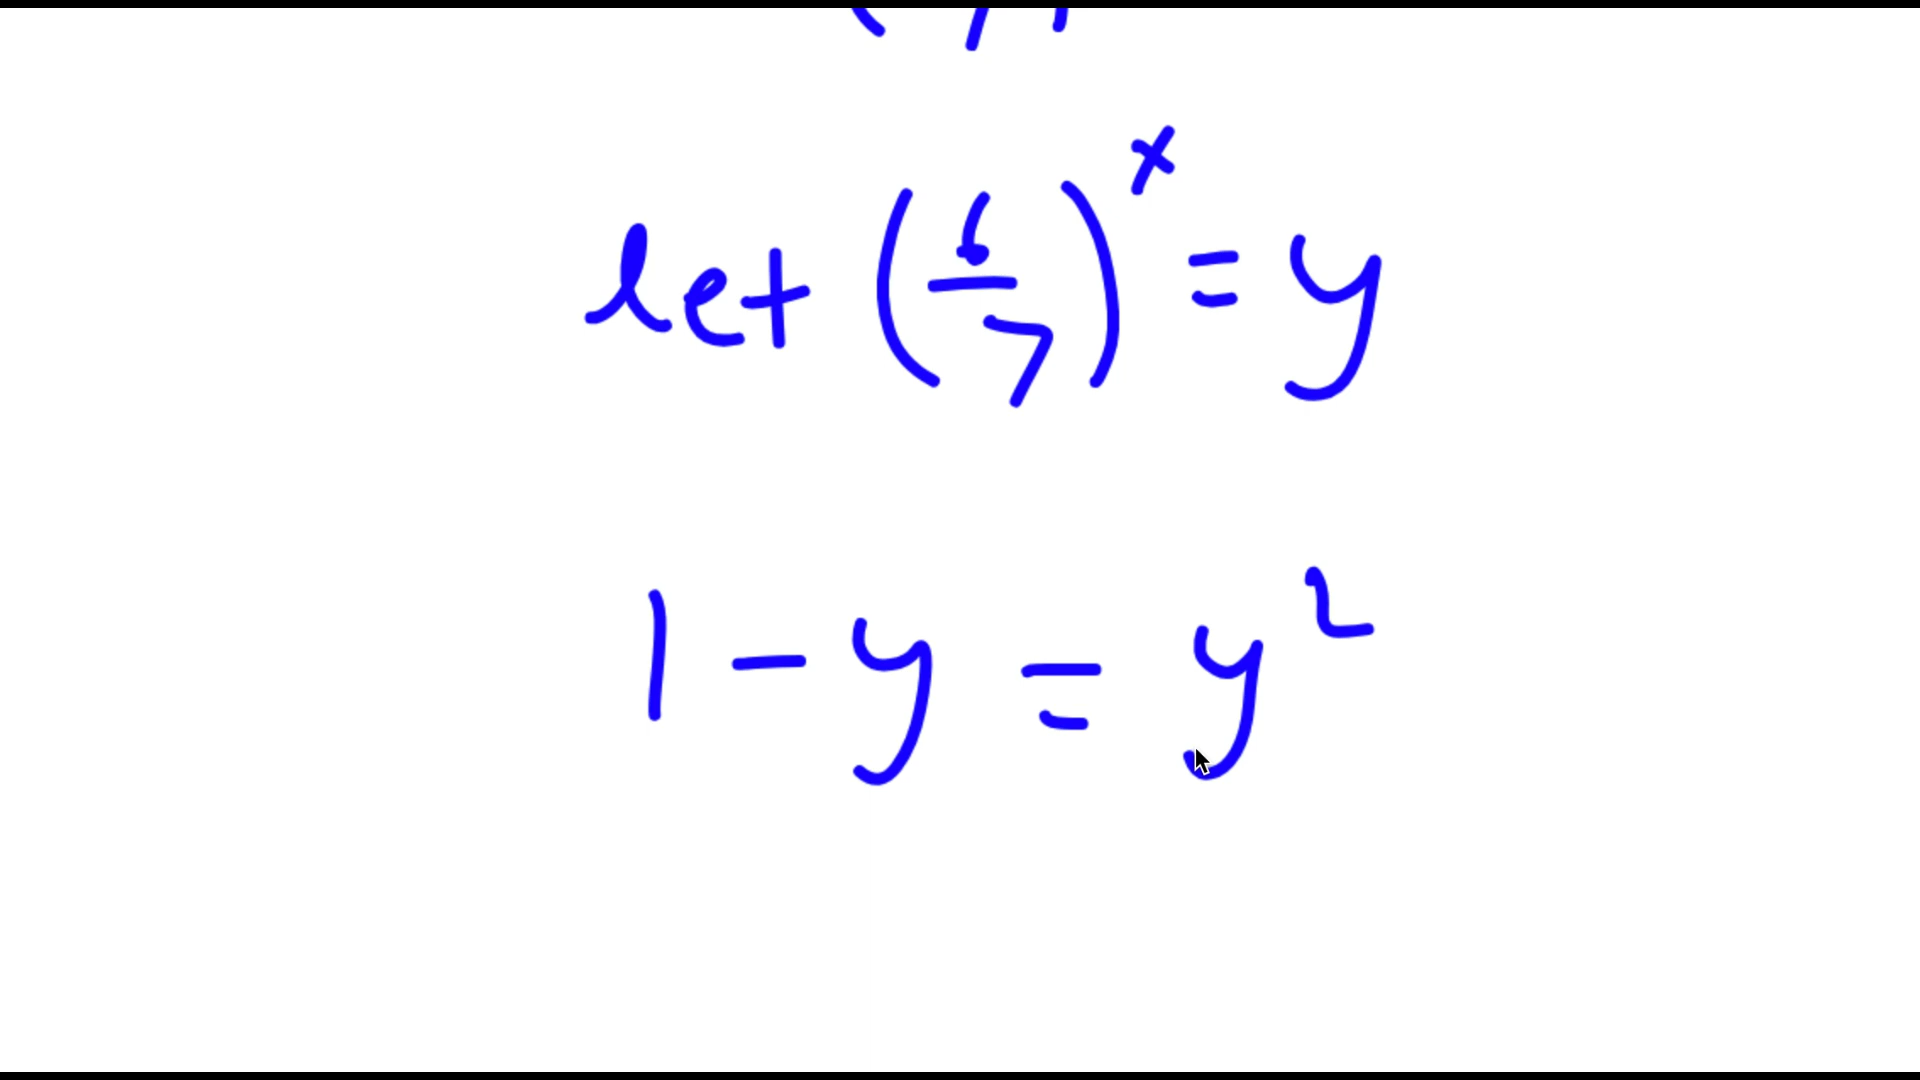 let (6/7)^x = y
1 - y = y^2